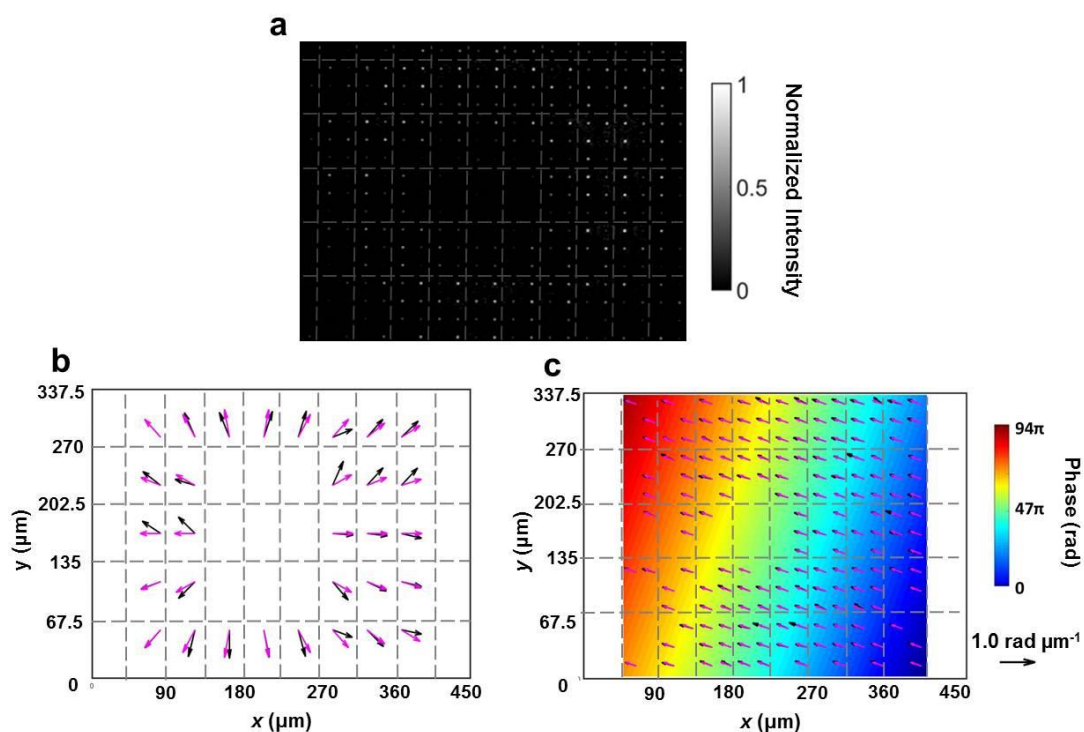 a
1
0.5
0
Normalized Intensity
b
337.5
270
202.5
135
67.5
0
y (µm)
0
90
180
270
360
450
x (µm)
c
337.5
270
202.5
135
67.5
0
y (µm)
90
180
270
360
450
x (µm)
94π
47π
0
Phase (rad)
1.0 rad µm⁻¹